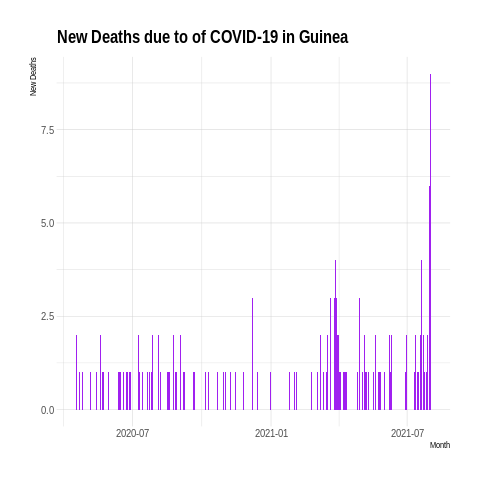 New Deaths due to of COVID-19 in Guinea
New Deaths
7.5
5.0
2.5
0.0
2020-07 2021-01 2021-07
Month